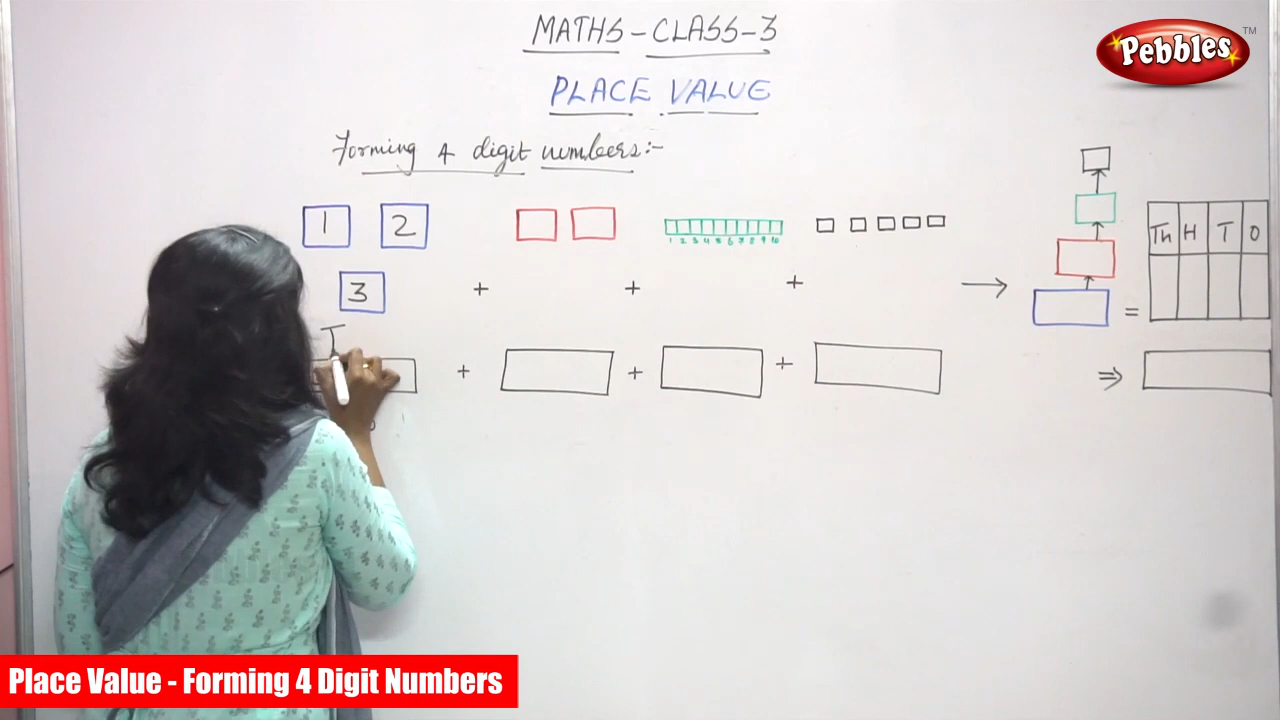 MATHS - CLASS - 3
Pebbles TM
PLACE VALUE
Forming 4 digit numbers:-
1 2
1 2 3 4 5 6 7 8 9 10
Th H T O
3 + + + → =
T
+ + + ⇒
Place Value - Forming 4 Digit Numbers